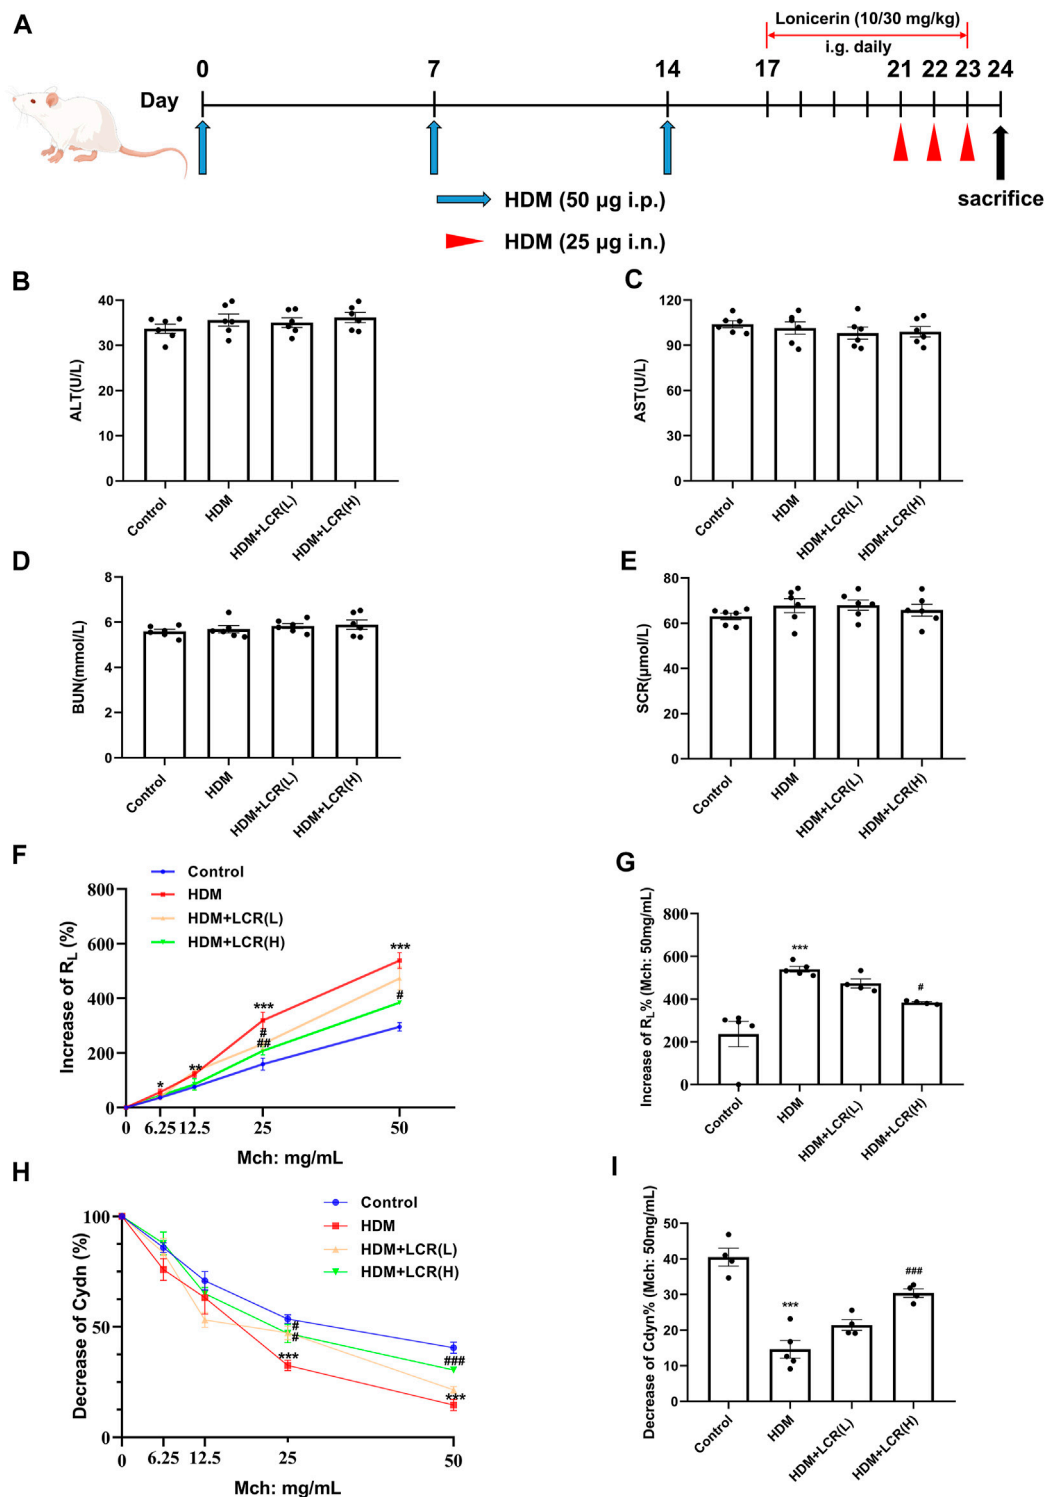 A
Lonicerin (10/30 mg/kg)
i.g. daily
Day
0 7 14 17 21 22 23 24
sacrifice
HDM (50 μg i.p.)
HDM (25 μg i.n.)
B
ALT(U/L)
40
30
20
10
0
Control HDM HDM+LCR(L) HDM+LCR(H)
C
AST(U/L)
120
90
60
30
0
Control HDM HDM+LCR(L) HDM+LCR(H)
D
BUN(mmol/L)
8
6
4
2
0
Control HDM HDM+LCR(L) HDM+LCR(H)
E
SCR(μmol/L)
80
60
40
20
0
Control HDM HDM+LCR(L) HDM+LCR(H)
F
Control
HDM
HDM+LCR(L)
HDM+LCR(H)
Increase of RL (%)
800
600
400
200
0
* ** *** # ## *** #
0 6.25 12.5 25 50
Mch: mg/mL
G
Increase of RL% (Mch: 50mg/mL)
800
600
400
200
0
*** #
Control HDM HDM+LCR(L) HDM+LCR(H)
H
Control
HDM
HDM+LCR(L)
HDM+LCR(H)
Decrease of Cydn (%)
100
50
0
# # *** ### ***
0 6.25 12.5 25 50
Mch: mg/mL
I
Decrease of Cdyn% (Mch: 50mg/mL)
50
40
30
20
10
0
*** ###
Control HDM HDM+LCR(L) HDM+LCR(H)